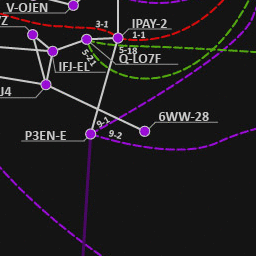 V-OJEN
Z
3-1
IPAY-2
1-1
5-18
5-21
Q-LO7F
IFJ-EL
J4
9-1
6WW-28
9-2
P3EN-E